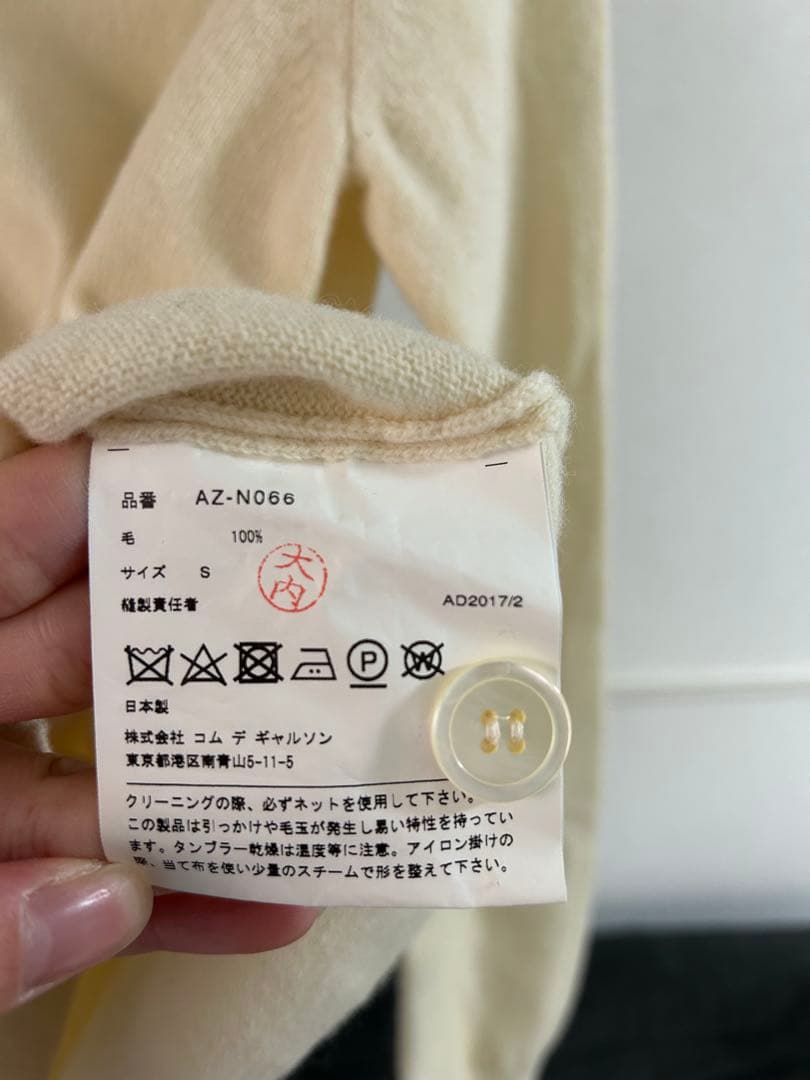 品番 AZ-N066
毛 100%
サイズ S
大内
縫製責任者 AD2017/2
P W
日本製
株式会社 コム デ ギャルソン
東京都港区南青山5-11-5
クリーニングの際、必ずネットを使用して下さい。
この製品は引っかけや毛玉が発生し易い特性を持ってい
ます。タンブラー乾燥は温度等に注意。アイロン掛けの
際、当て布を使い少量のスチームで形を整えて下さい。